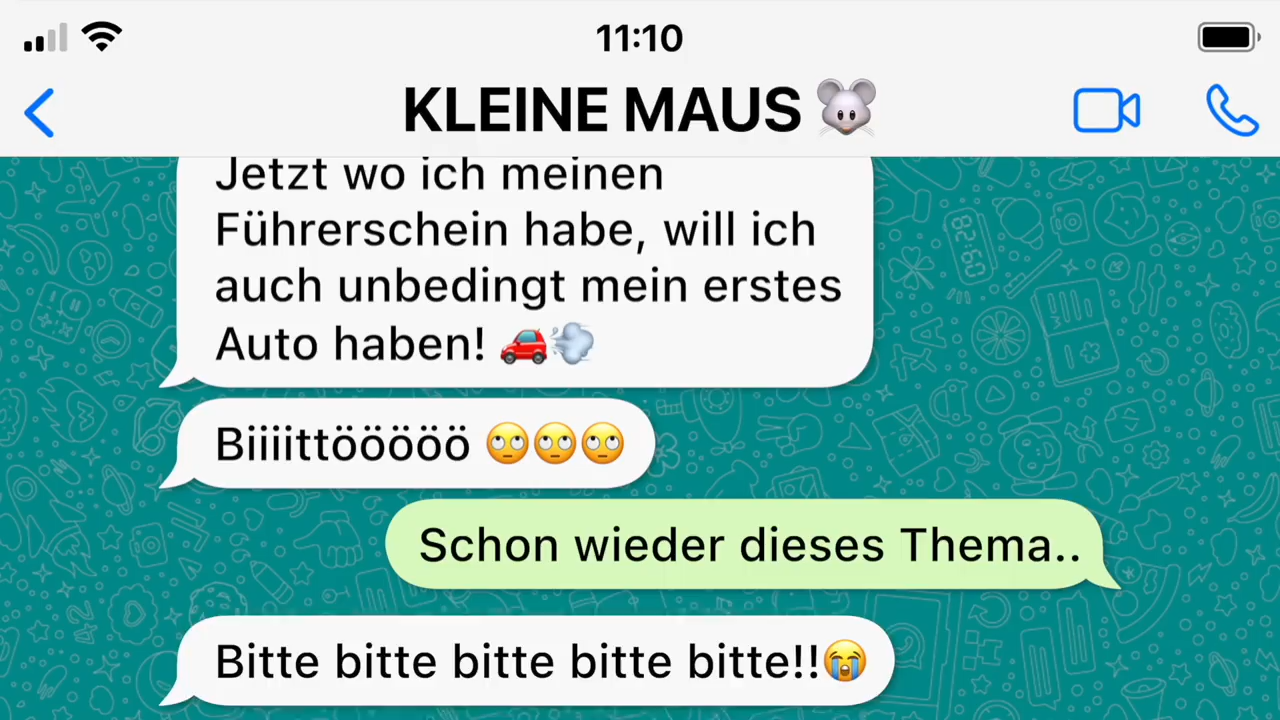 11:10
KLEINE MAUS 🐭
Jetzt wo ich meinen
Führerschein habe, will ich
auch unbedingt mein erstes
Auto haben! 🚗💨
Biiiittööööö 🙄🙄🙄
Schon wieder dieses Thema..
Bitte bitte bitte bitte bitte!!😭